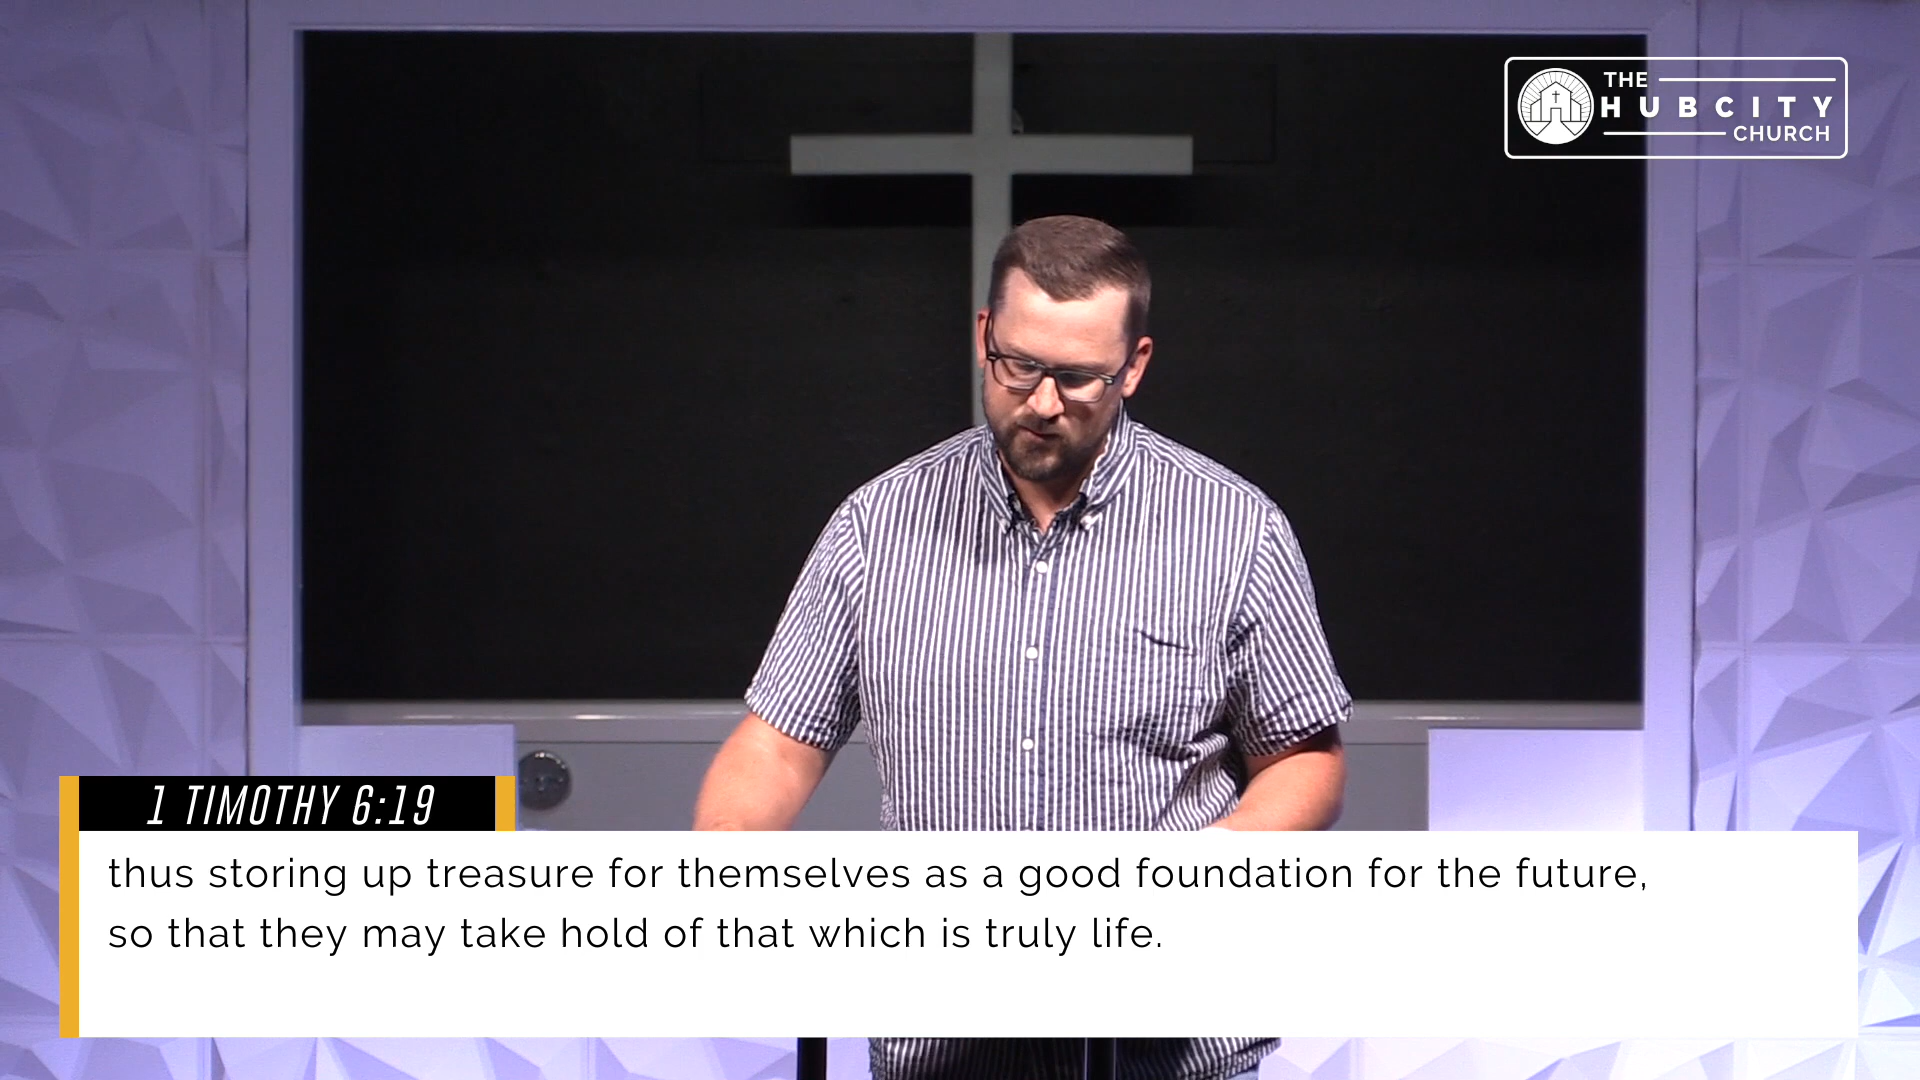 THE
HUBCITY
CHURCH
1 TIMOTHY 6:19
thus storing up treasure for themselves as a good foundation for the future,
so that they may take hold of that which is truly life.